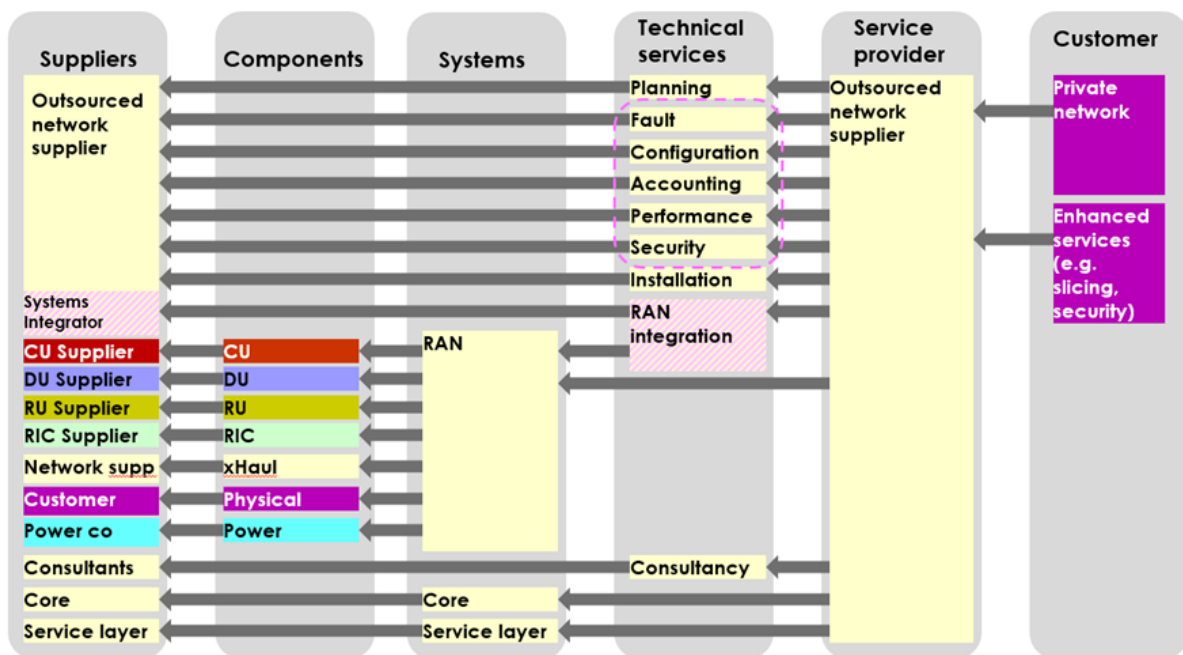 Suppliers
Outsourced
network
supplier
Systems
Integrator
CU Supplier
DU Supplier
RU Supplier
RIC Supplier
Network supp
Customer
Power co
Consultants
Core
Service layer
Components
CU
DU
RU
RIC
xHaul
Physical
Power
Systems
RAN
Core
Service layer
Technical
services
Planning
Fault
Configuration
Accounting
Performance
Security
Installation
RAN
integration
Consultancy
Service
provider
Outsourced
network
supplier
Customer
Private
network
Enhanced
services
(e.g.
slicing,
security)